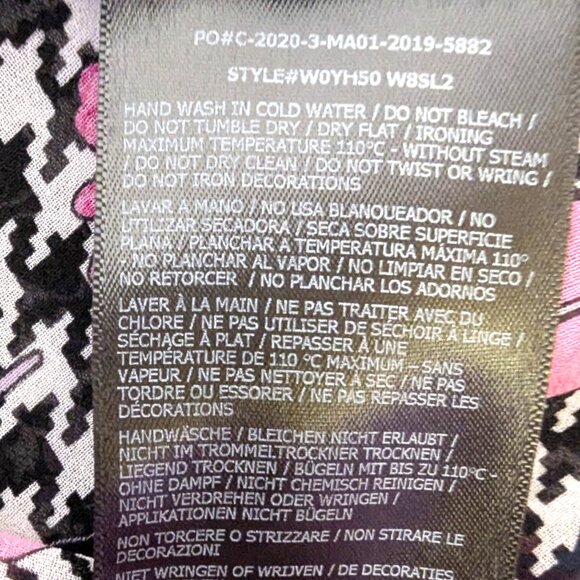 PO#C-2020-3-MA01-2019-5882
STYLE#W0YH50 W8SL2
HAND WASH IN COLD WATER / DO NOT BLEACH /
DO NOT TUMBLE DRY / DRY FLAT / IRONING
MAXIMUM TEMPERATURE 110°C - WITHOUT STEAM
/ DO NOT DRY CLEAN / DO NOT TWIST OR WRING /
DO NOT IRON DECORATIONS
LAVAR A MANO / NO USA BLANQUEADOR / NO
UTILIZAR SECADORA / SECA SOBRE SUPERFICIE
PLANA / PLANCHAR A TEMPERATURA MÁXIMA 110°
- NO PLANCHAR AL VAPOR / NO LIMPIAR EN SECO /
NO RETORCER / NO PLANCHAR LOS ADORNOS
LAVER À LA MAIN / NE PAS TRAITER AVEC DU
CHLORE / NE PAS UTILISER DE SÉCHOIR À LINGE /
SÉCHAGE À PLAT / REPASSER À UNE
TEMPÉRATURE DE 110 °C MAXIMUM – SANS
VAPEUR / NE PAS NETTOYER À SEC / NE PAS
TORDRE OU ESSORER / NE PAS REPASSER LES
DÉCORATIONS
HANDWÄSCHE / BLEICHEN NICHT ERLAUBT /
NICHT IM TROMMELTROCKNER TROCKNEN /
LIEGEND TROCKNEN / BÜGELN MIT BIS ZU 110°C -
OHNE DAMPF / NICHT CHEMISCH REINIGEN /
NICHT VERDREHEN ODER WRINGEN /
APPLIKATIONEN NICHT BÜGELN
NON TORCERE O STRIZZARE / NON STIRARE LE
DECORAZIONI
NIET WRINGEN OF WRIJVEN / DE DECORATIES